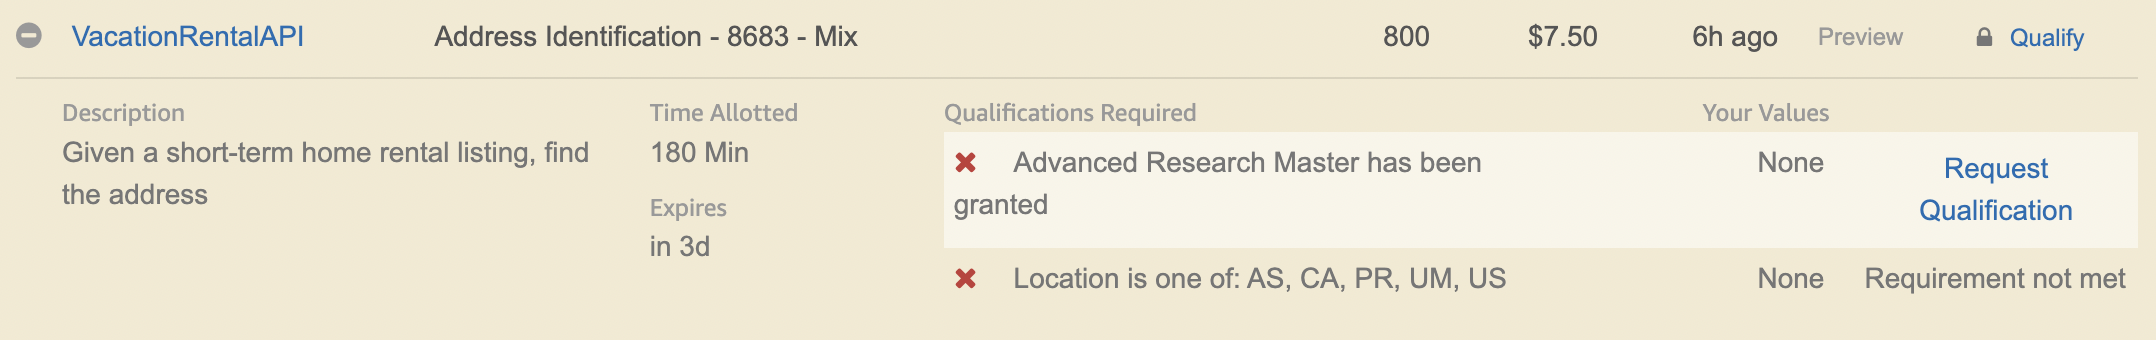 VacationRentalAPI Address Identification - 8683 - Mix 800 $7.50 6h ago Preview Qualify
Description Time Allotted Qualifications Required Your Values
Given a short-term home rental listing, find
the address
180 Min
Expires
in 3d
Advanced Research Master has been
granted
None
Request
Qualification
Location is one of: AS, CA, PR, UM, US None Requirement not met